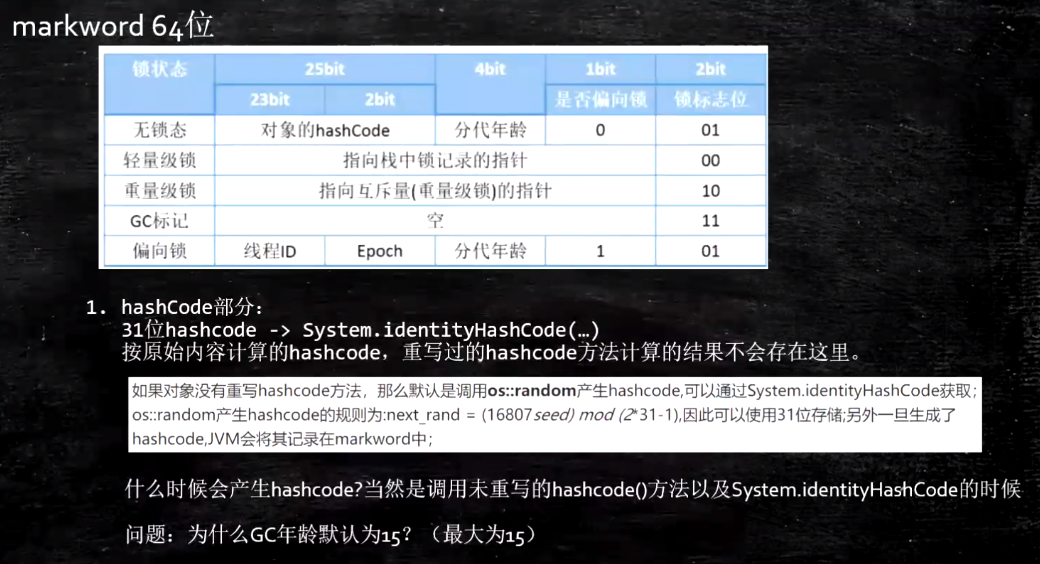 markword 64位
锁状态 25bit 4bit 1bit 2bit
23bit 2bit 是否偏向锁 锁标志位
无锁态 对象的hashCode 分代年龄 0 01
轻量级锁 指向栈中锁记录的指针 00
重量级锁 指向互斥量(重量级锁)的指针 10
GC标记 空 11
偏向锁 线程ID Epoch 分代年龄 1 01
1. hashCode部分：
31位hashcode -> System.identityHashCode(…)
按原始内容计算的hashcode，重写过的hashcode方法计算的结果不会存在这里。
如果对象没有重写hashcode方法，那么默认是调用os::random产生hashcode,可以通过System.identityHashCode获取；
os::random产生hashcode的规则为:next_rand = (16807seed) mod (2*31-1),因此可以使用31位存储;另外一旦生成了
hashcode,JVM会将其记录在markword中；
什么时候会产生hashcode?当然是调用未重写的hashcode()方法以及System.identityHashCode的时候
问题：为什么GC年龄默认为15？（最大为15）